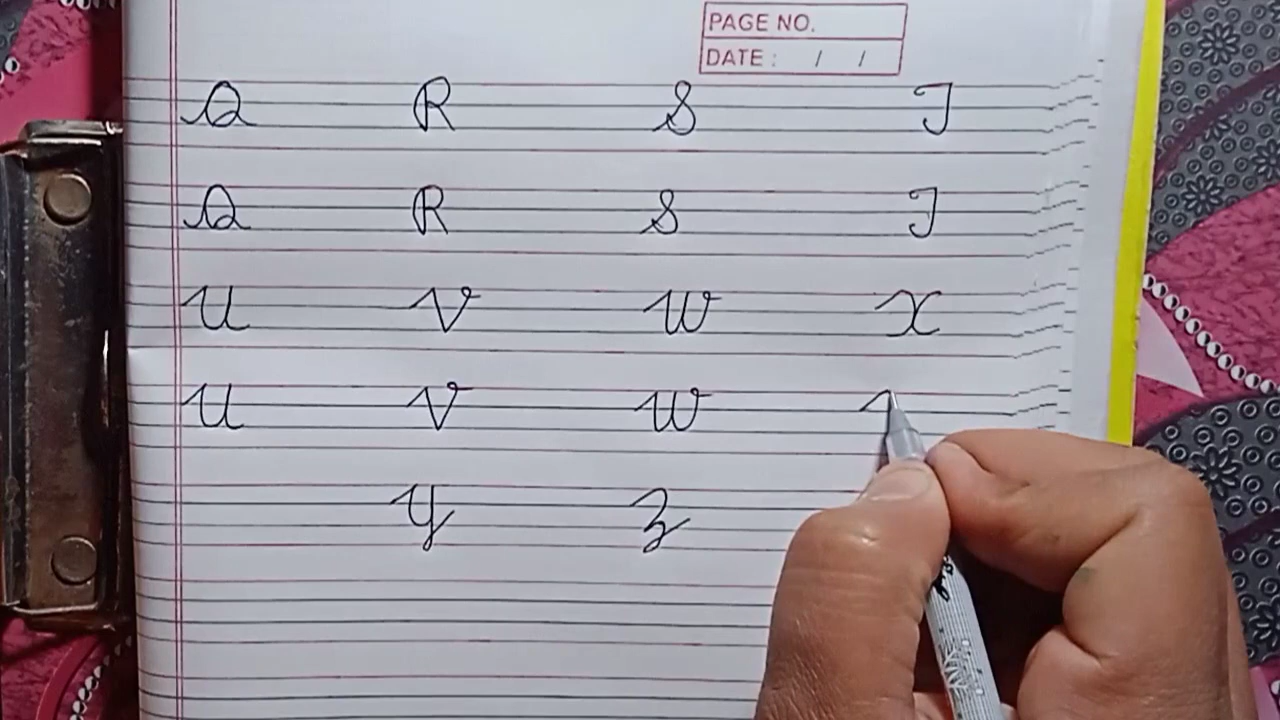 PAGE NO.
DATE : / /
Q R S T
Q R S T
U V W X
U V W
Y Z